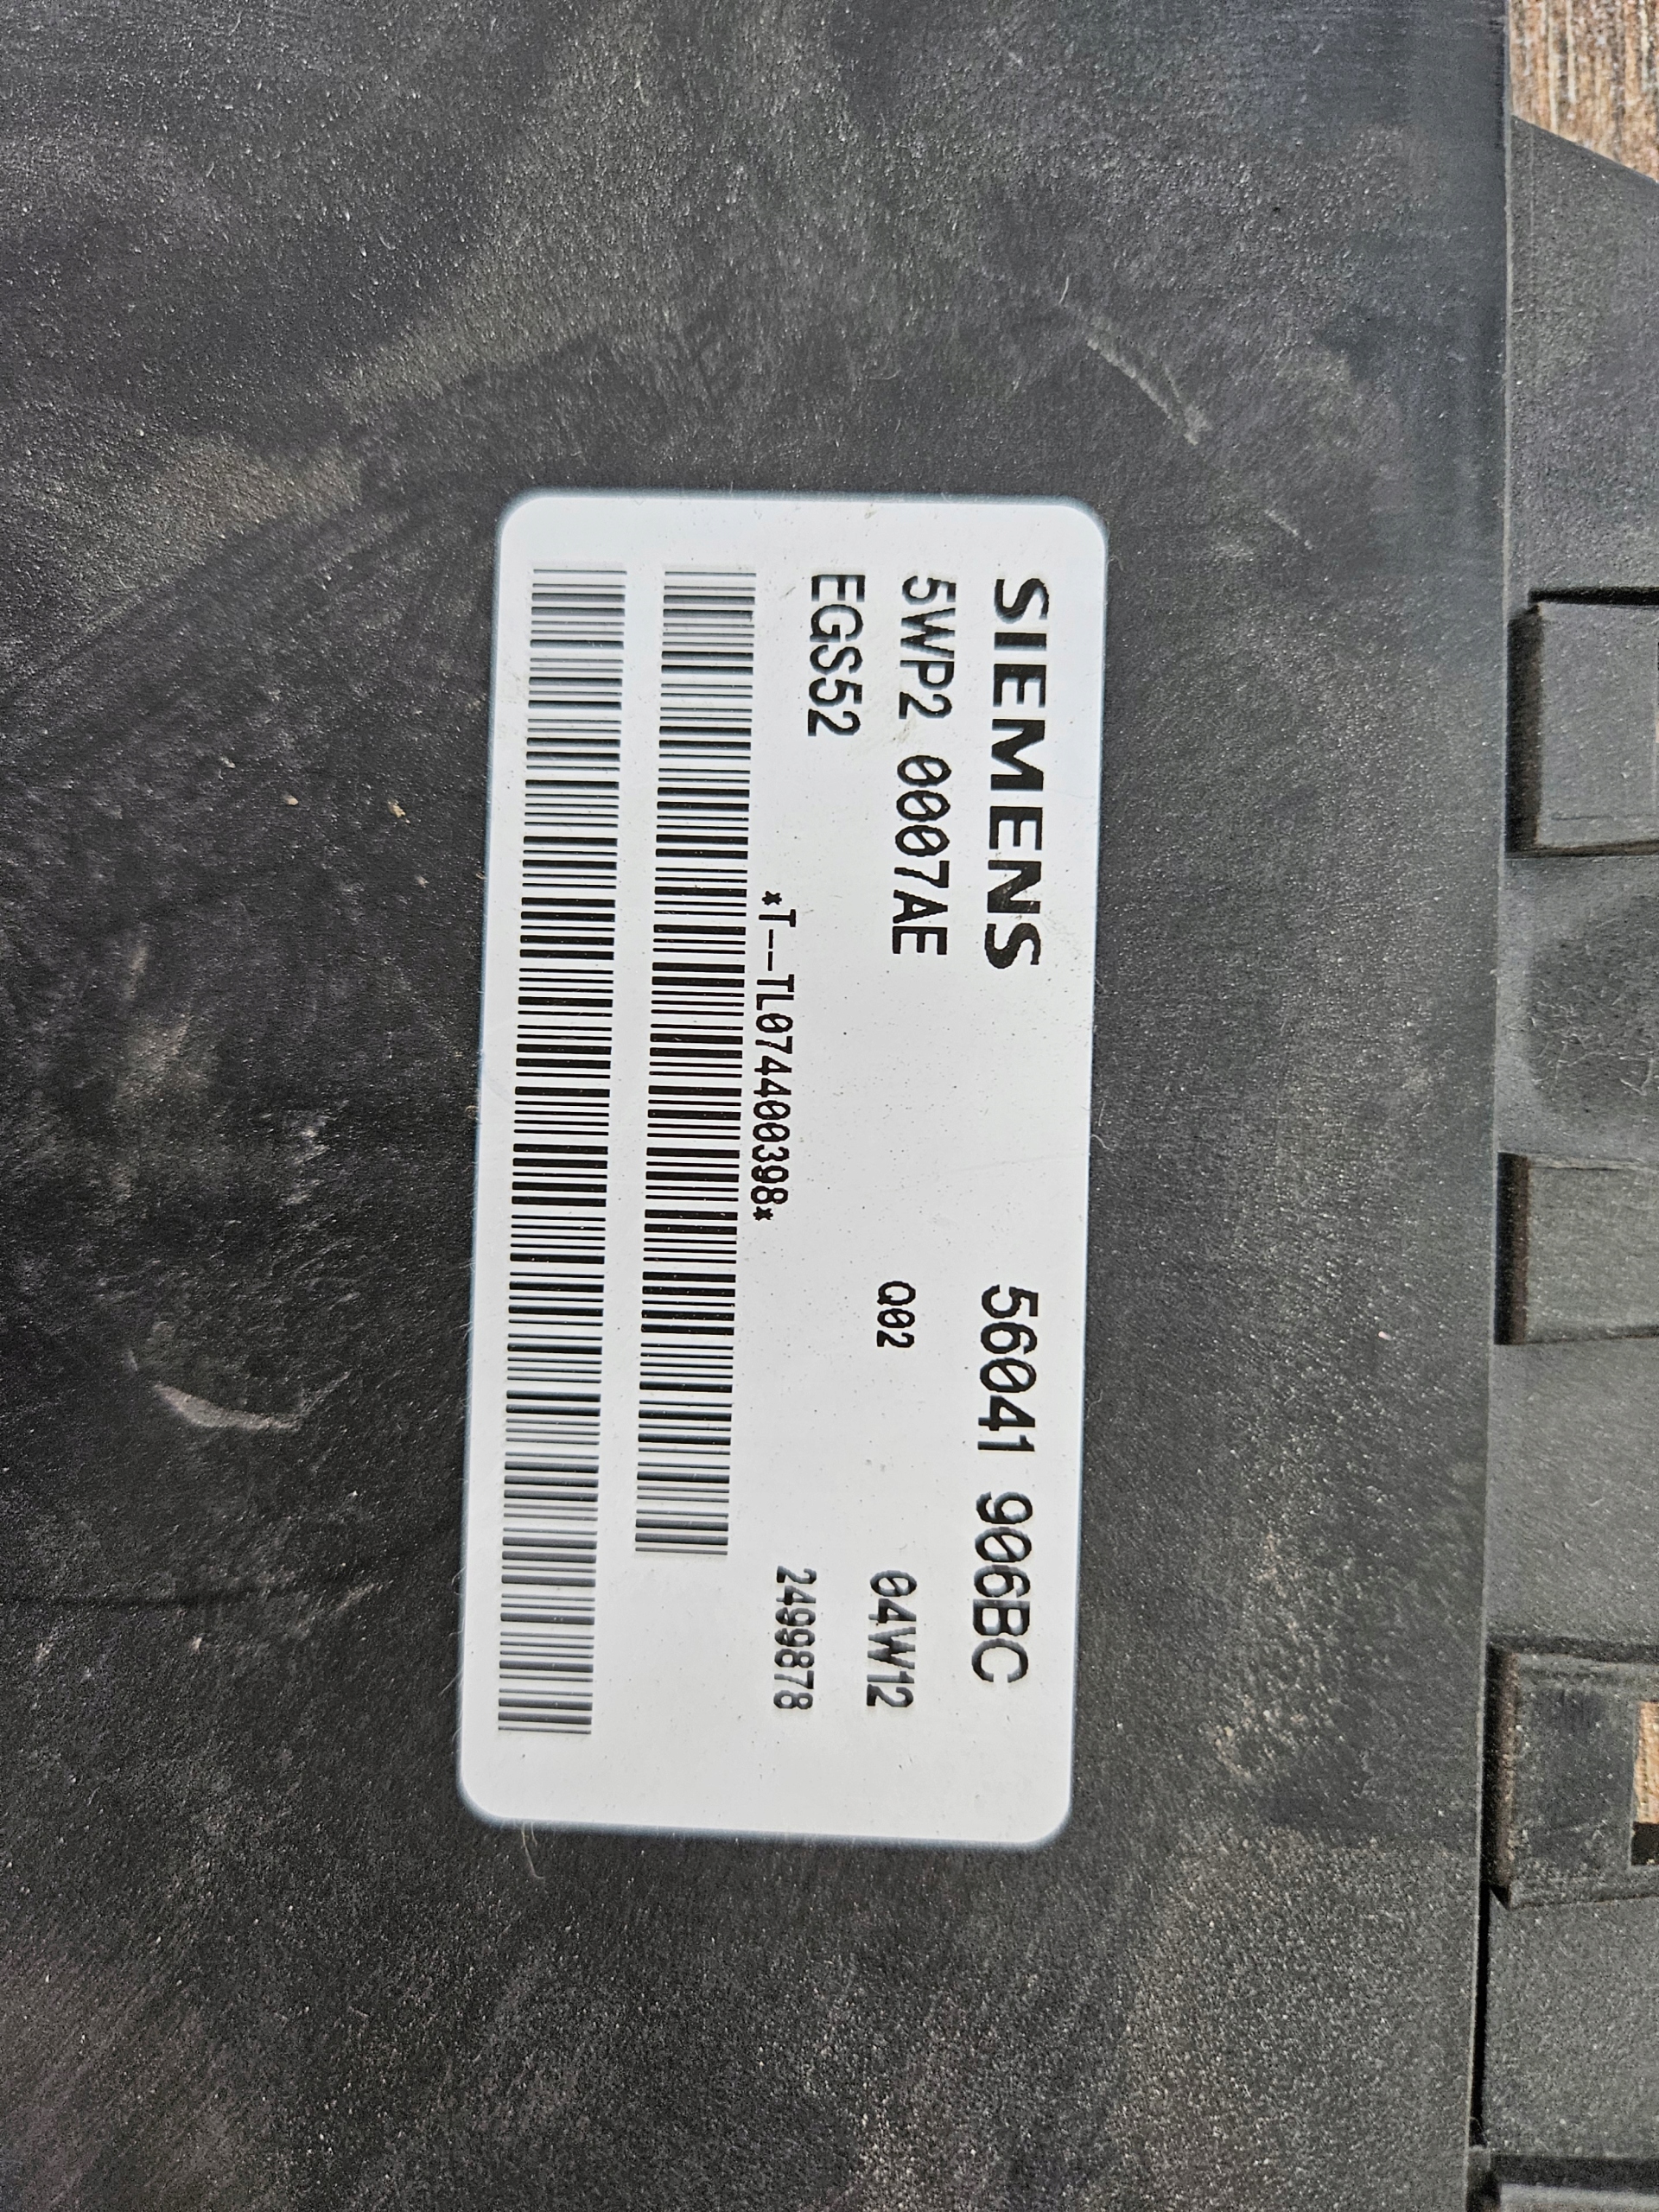 SIEMENS 56041 906BC
5WP2 0007AE Q02 04W12
EGS52 2499878
*T--TL074400398*